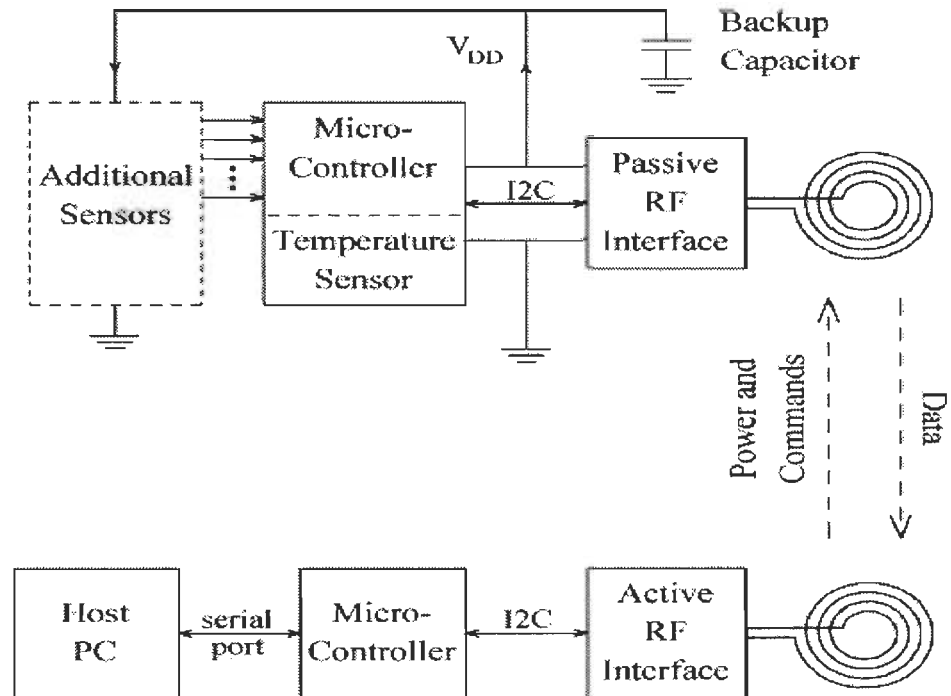 Backup
Capacitor
V_DD
Additional
Sensors
Micro-
Controller
Temperature
Sensor
I2C
Passive
RF
Interface
Power and
Commands
Data
Host
PC
serial
port
Micro-
Controller
I2C
Active
RF
Interface